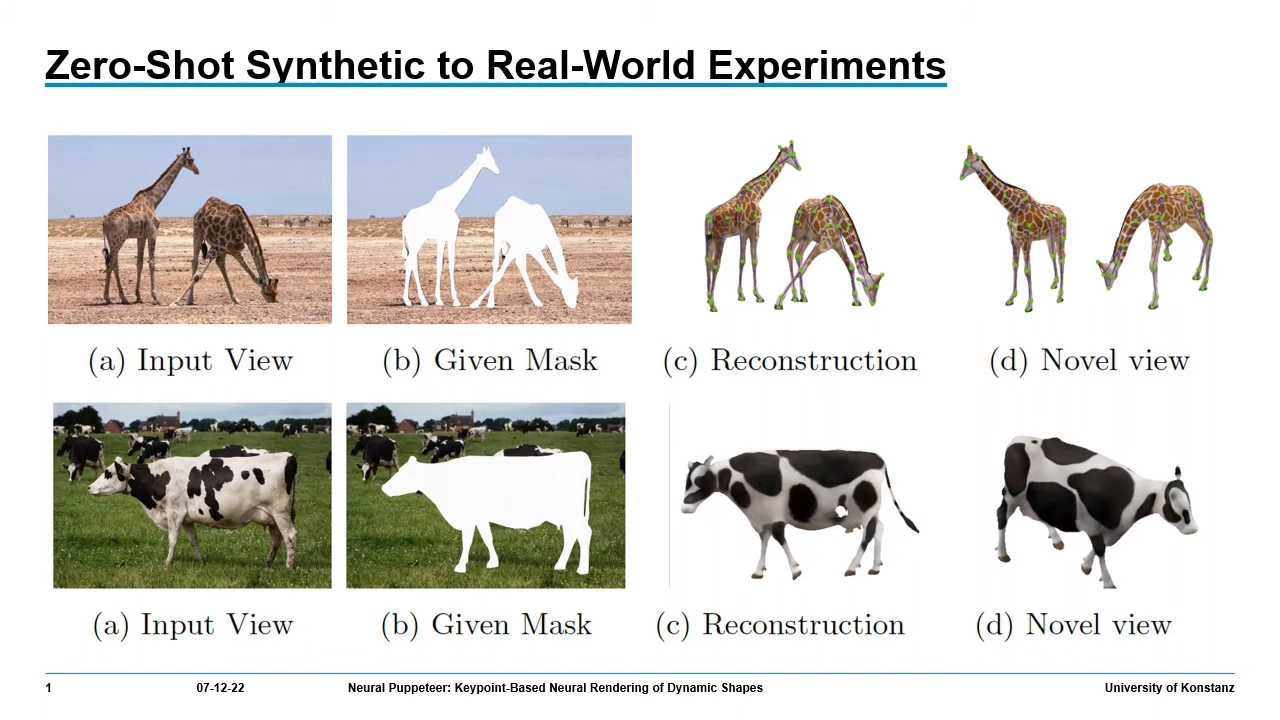 Zero-Shot Synthetic to Real-World Experiments
(a) Input View
(b) Given Mask
(c) Reconstruction
(d) Novel view
(a) Input View
(b) Given Mask
(c) Reconstruction
(d) Novel view
1
07-12-22
Neural Puppeteer: Keypoint-Based Neural Rendering of Dynamic Shapes
University of Konstanz